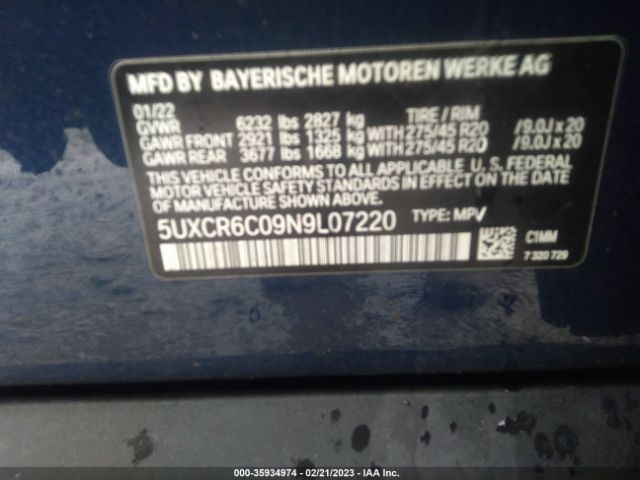 MFD BY BAYERISCHE MOTOREN WERKE AG
01/22 TIRE / RIM
GVWR 6232 lbs 2827 kg
GAWR FRONT 2921 lbs 1325 kg WITH 275/45 R20 /9.0J x 20
GAWR REAR 3677 lbs 1668 kg WITH 275/45 R20 /9.0J x 20
THIS VEHICLE CONFORMS TO ALL APPLICABLE U. S. FEDERAL
MOTOR VEHICLE SAFETY STANDARDS IN EFFECT ON THE DATE
OF MANUFACTURE SHOWN ABOVE.
5UXCR6C09N9L07220 TYPE: MPV
C1MM
7 320 729
000-35934974 - 02/21/2023 - IAA Inc.